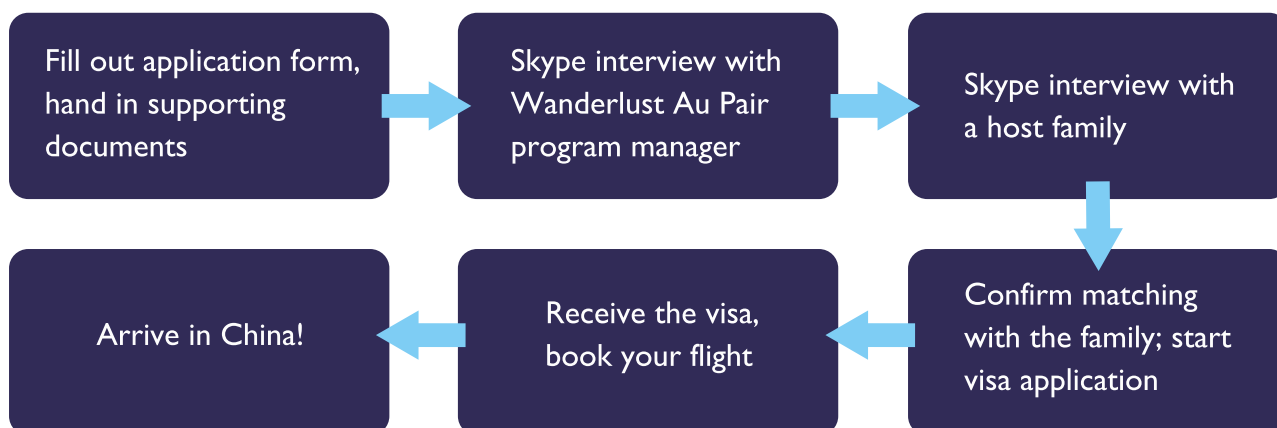 Fill out application form,
hand in supporting
documents
Skype interview with
Wanderlust Au Pair
program manager
Skype interview with
a host family
Confirm matching
with the family; start
visa application
Receive the visa,
book your flight
Arrive in China!